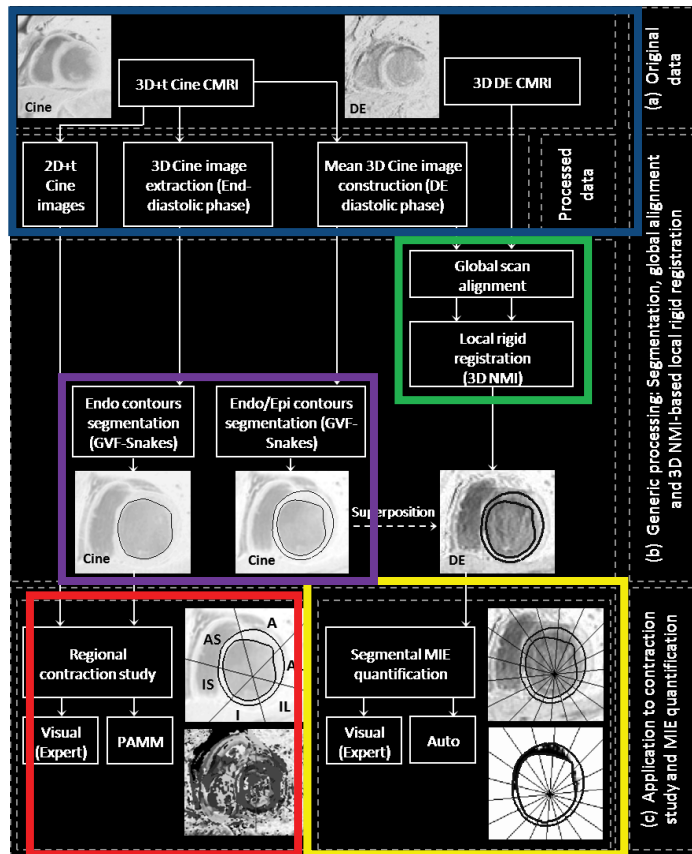 3D+t Cine CMRI
Cine
DE
3D DE CMRI
(a) Original
data
2D+t
Cine
images
3D Cine image
extraction (End-
diastolic phase)
Mean 3D Cine image
construction (DE
diastolic phase)
Processed
data
Global scan
alignment
Local rigid
registration
(3D NMI)
(b) Generic processing: Segmentation, global alignment
and 3D NMI-based local rigid registration
Endo contours
segmentation
(GVF-Snakes)
Endo/Epi contours
segmentation (GVF-
Snakes)
Cine
Cine
Superposition
DE
Regional
contraction study
Visual
(Expert)
PAMM
A
AS
A
IS
IL
I
Segmental MIE
quantification
Visual
(Expert)
Auto
(c) Application to contraction
study and MIE quantification